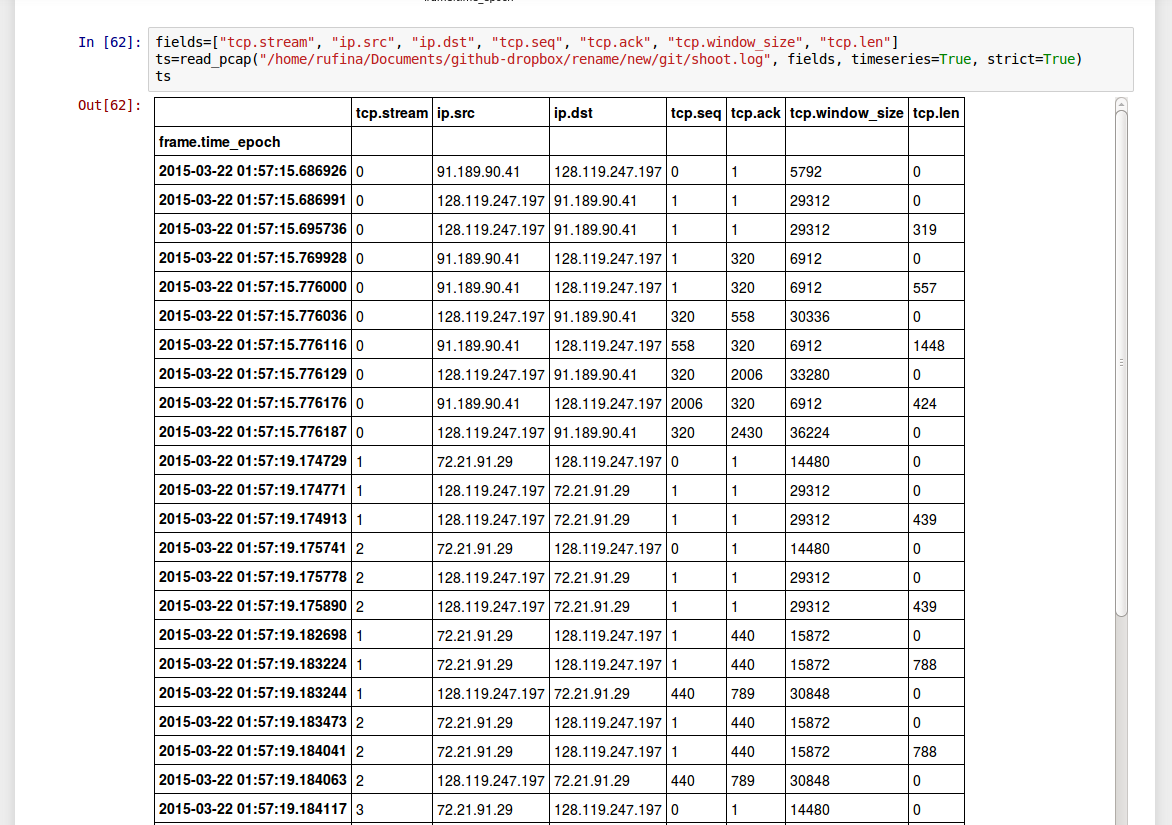 In [62]: fields=["tcp.stream", "ip.src", "ip.dst", "tcp.seq", "tcp.ack", "tcp.window_size", "tcp.len"]
ts=read_pcap("/home/rufina/Documents/github-dropbox/rename/new/git/shoot.log", fields, timeseries=True, strict=True)
ts
Out[62]: tcp.stream ip.src ip.dst tcp.seq tcp.ack tcp.window_size tcp.len
frame.time_epoch
2015-03-22 01:57:15.686926 0 91.189.90.41 128.119.247.197 0 1 5792 0
2015-03-22 01:57:15.686991 0 128.119.247.197 91.189.90.41 1 1 29312 0
2015-03-22 01:57:15.695736 0 128.119.247.197 91.189.90.41 1 1 29312 319
2015-03-22 01:57:15.769928 0 91.189.90.41 128.119.247.197 1 320 6912 0
2015-03-22 01:57:15.776000 0 91.189.90.41 128.119.247.197 1 320 6912 557
2015-03-22 01:57:15.776036 0 128.119.247.197 91.189.90.41 320 558 30336 0
2015-03-22 01:57:15.776116 0 91.189.90.41 128.119.247.197 558 320 6912 1448
2015-03-22 01:57:15.776129 0 128.119.247.197 91.189.90.41 320 2006 33280 0
2015-03-22 01:57:15.776176 0 91.189.90.41 128.119.247.197 2006 320 6912 424
2015-03-22 01:57:15.776187 0 128.119.247.197 91.189.90.41 320 2430 36224 0
2015-03-22 01:57:19.174729 1 72.21.91.29 128.119.247.197 0 1 14480 0
2015-03-22 01:57:19.174771 1 128.119.247.197 72.21.91.29 1 1 29312 0
2015-03-22 01:57:19.174913 1 128.119.247.197 72.21.91.29 1 1 29312 439
2015-03-22 01:57:19.175741 2 72.21.91.29 128.119.247.197 0 1 14480 0
2015-03-22 01:57:19.175778 2 128.119.247.197 72.21.91.29 1 1 29312 0
2015-03-22 01:57:19.175890 2 128.119.247.197 72.21.91.29 1 1 29312 439
2015-03-22 01:57:19.182698 1 72.21.91.29 128.119.247.197 1 440 15872 0
2015-03-22 01:57:19.183224 1 72.21.91.29 128.119.247.197 1 440 15872 788
2015-03-22 01:57:19.183244 1 128.119.247.197 72.21.91.29 440 789 30848 0
2015-03-22 01:57:19.183473 2 72.21.91.29 128.119.247.197 1 440 15872 0
2015-03-22 01:57:19.184041 2 72.21.91.29 128.119.247.197 1 440 15872 788
2015-03-22 01:57:19.184063 2 128.119.247.197 72.21.91.29 440 789 30848 0
2015-03-22 01:57:19.184117 3 72.21.91.29 128.119.247.197 0 1 14480 0